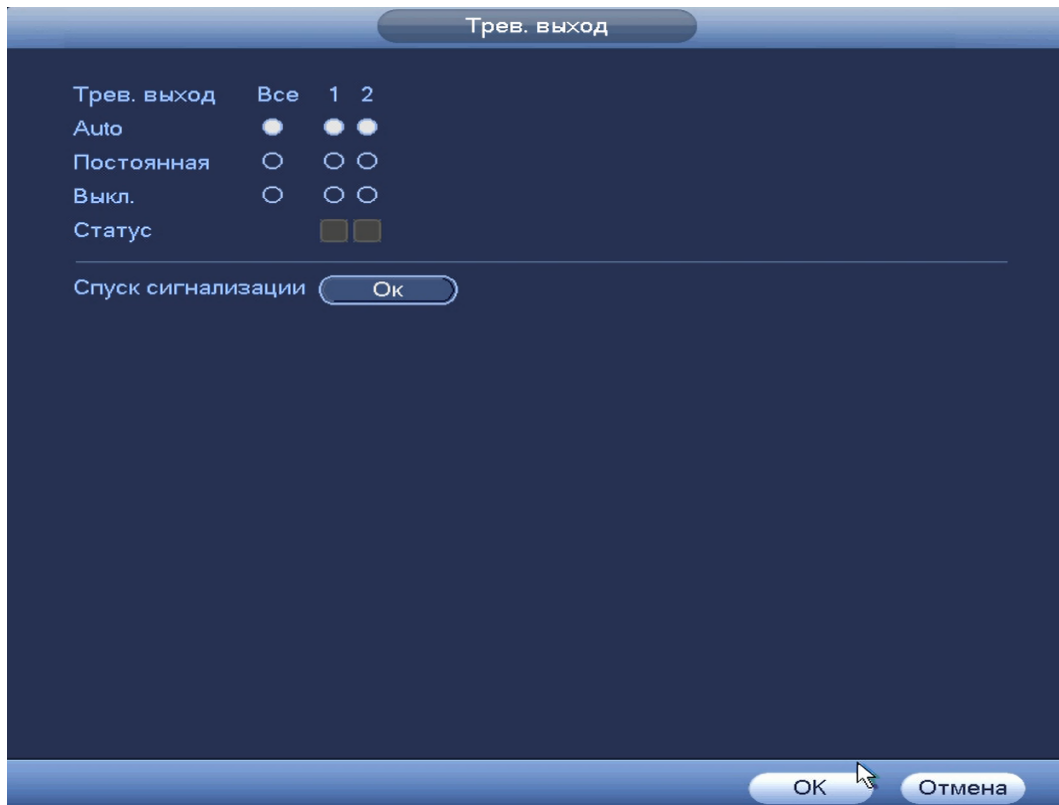 Трев. выход
Трев. выход Все 1 2
Auto
Постоянная
Выкл.
Статус
Спуск сигнализации Ок
OK Отмена